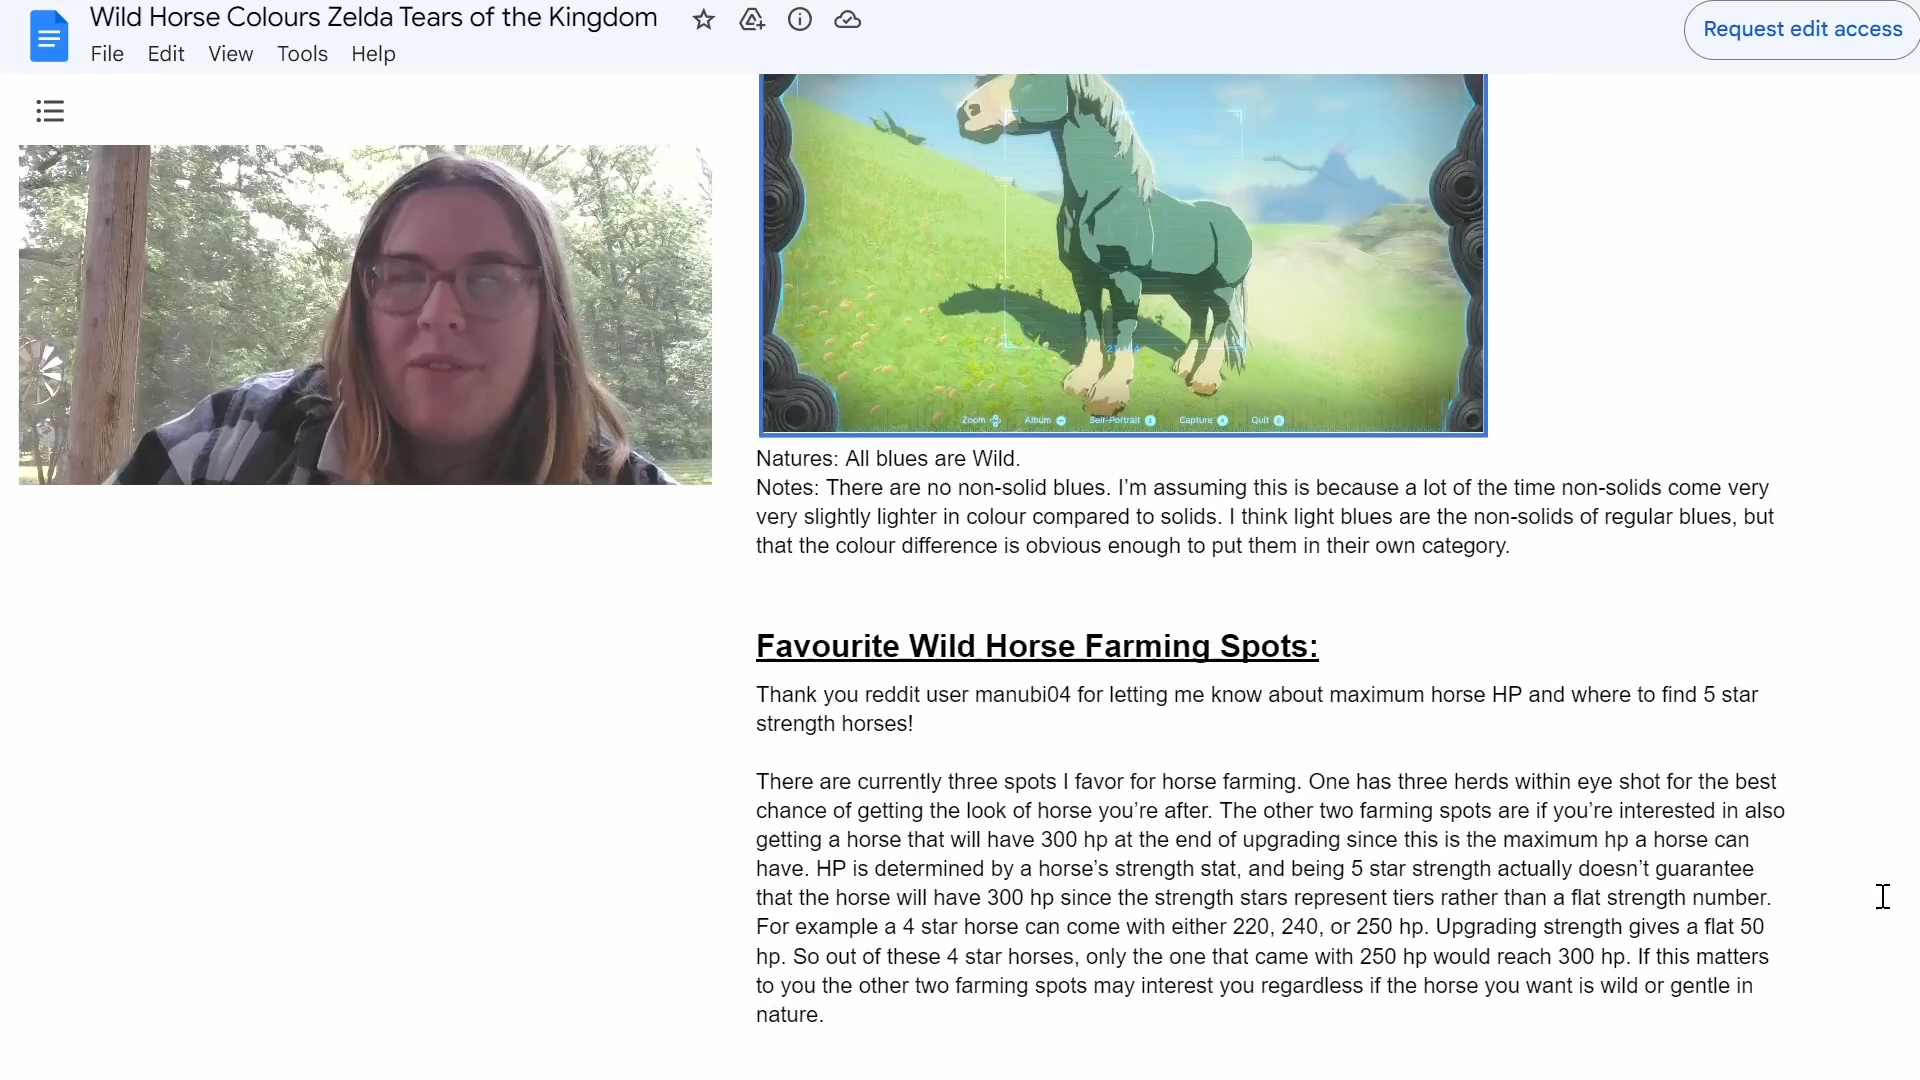 Wild Horse Colours Zelda Tears of the Kingdom
Request edit access
File Edit View Tools Help
Zoom Album Self-Portrait Capture Quit
Natures: All blues are Wild.
Notes: There are no non-solid blues. I’m assuming this is because a lot of the time non-solids come very
very slightly lighter in colour compared to solids. I think light blues are the non-solids of regular blues, but
that the colour difference is obvious enough to put them in their own category.
Favourite Wild Horse Farming Spots:
Thank you reddit user manubi04 for letting me know about maximum horse HP and where to find 5 star
strength horses!
There are currently three spots I favor for horse farming. One has three herds within eye shot for the best
chance of getting the look of horse you’re after. The other two farming spots are if you’re interested in also
getting a horse that will have 300 hp at the end of upgrading since this is the maximum hp a horse can
have. HP is determined by a horse’s strength stat, and being 5 star strength actually doesn’t guarantee
that the horse will have 300 hp since the strength stars represent tiers rather than a flat strength number.
For example a 4 star horse can come with either 220, 240, or 250 hp. Upgrading strength gives a flat 50
hp. So out of these 4 star horses, only the one that came with 250 hp would reach 300 hp. If this matters
to you the other two farming spots may interest you regardless if the horse you want is wild or gentle in
nature.